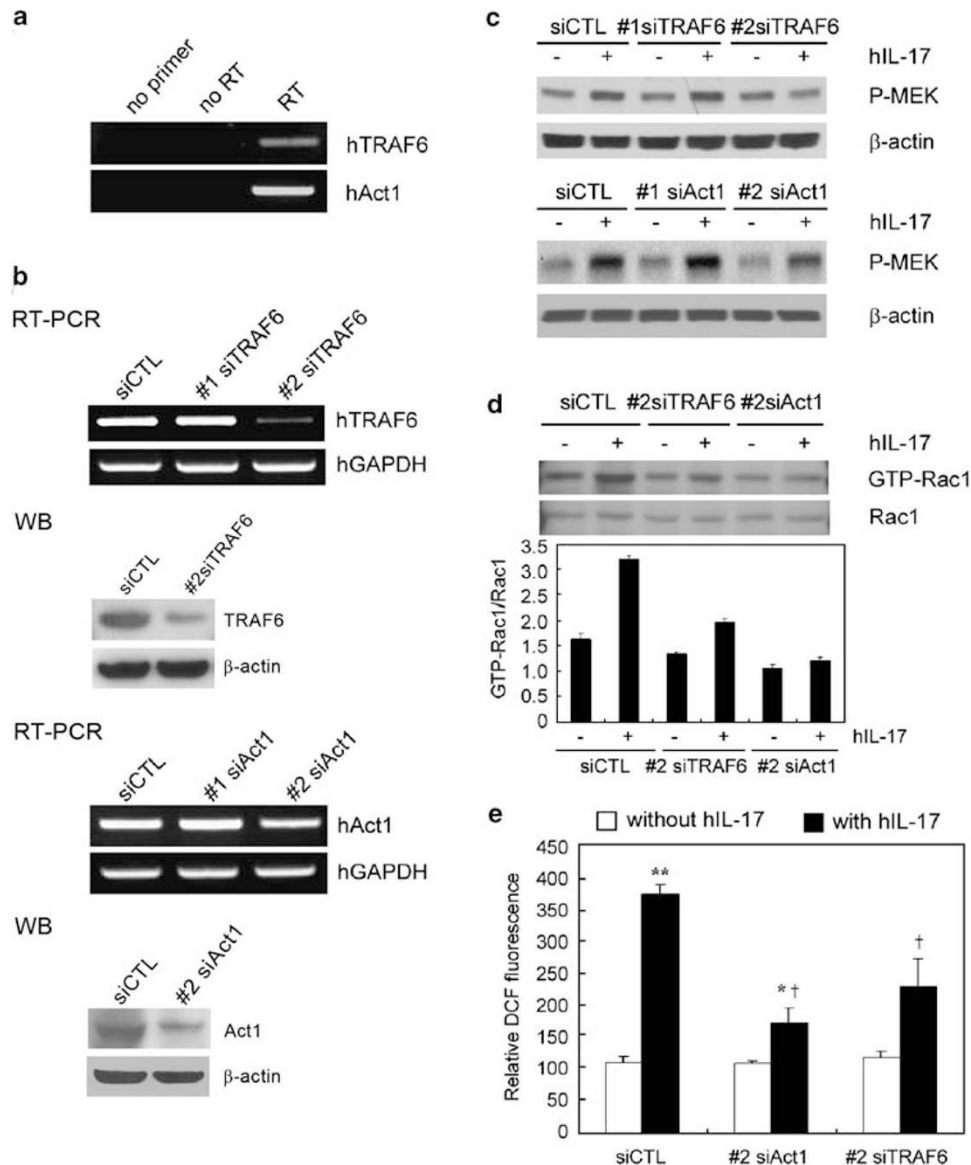 a
no primer no RT RT
hTRAF6
hAct1
b
RT-PCR
siCTL #1 siTRAF6 #2 siTRAF6
hTRAF6
hGAPDH
WB
siCTL #2siTRAF6
TRAF6
β-actin
RT-PCR
siCTL #1 siAct1 #2 siAct1
hAct1
hGAPDH
WB
siCTL #2 siAct1
Act1
β-actin
c
siCTL #1siTRAF6 #2siTRAF6
- + - + - + hIL-17
P-MEK
β-actin
siCTL #1 siAct1 #2 siAct1
- + - + - + hIL-17
P-MEK
β-actin
d
siCTL #2siTRAF6 #2siAct1
- + - + - + hIL-17
GTP-Rac1
Rac1
GTP-Rac1/Rac1
3.5
3.0
2.5
2.0
1.5
1.0
0.5
0
- + - + - + hIL-17
siCTL #2 siTRAF6 #2 siAct1
e
without hIL-17 with hIL-17
Relative DCF fluorescence
450
400
350
300
250
200
150
100
50
0
**
* †
†
siCTL #2 siAct1 #2 siTRAF6